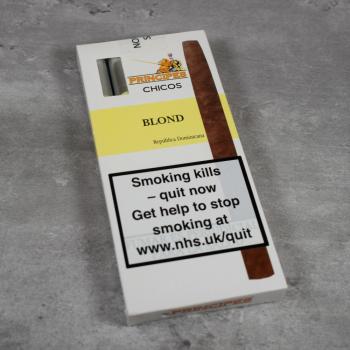 PRINCIPES
CHICOS
BLOND
Republica Dominicana
Smoking kills
– quit now
Get help to stop
smoking at
www.nhs.uk/quit
PRINCIPES